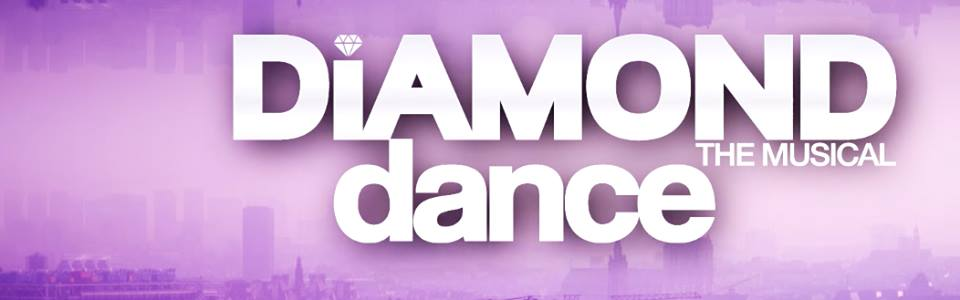 DiAMOND
THE MUSICAL
dance